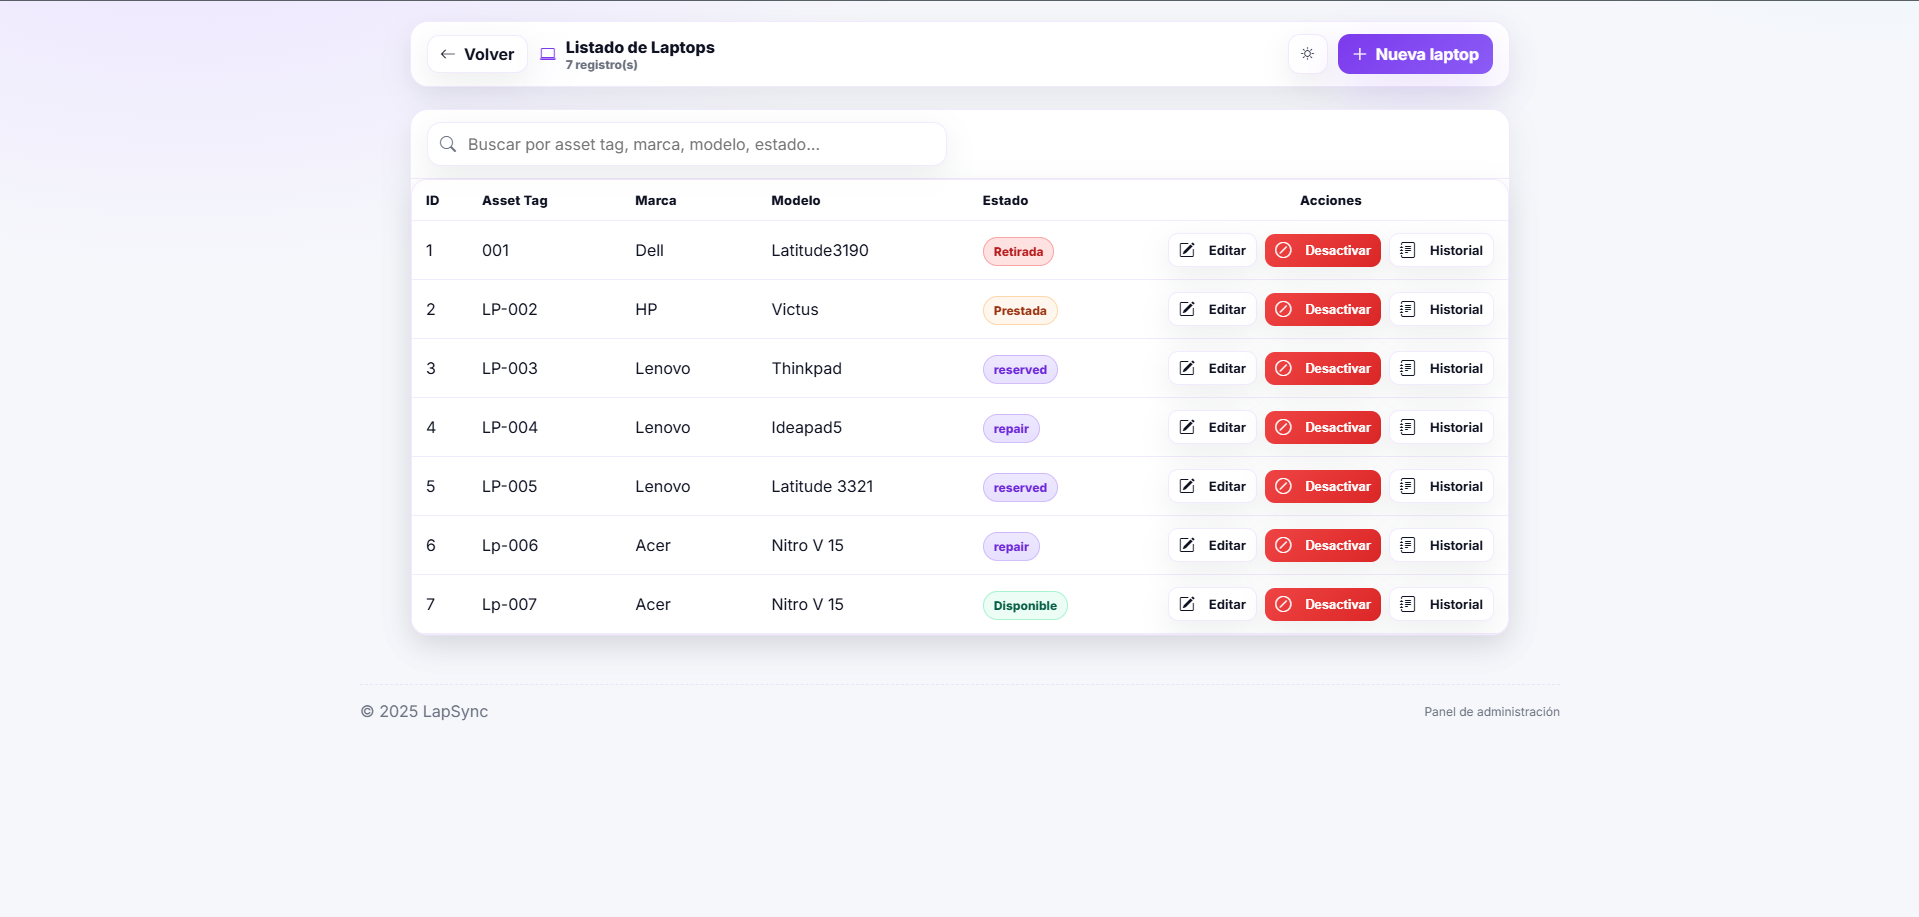 Volver
Listado de Laptops
7 registro(s)
Nueva laptop
Buscar por asset tag, marca, modelo, estado...
ID Asset Tag Marca Modelo Estado Acciones
1 001 Dell Latitude3190 Retirada Editar Desactivar Historial
2 LP-002 HP Victus Prestada Editar Desactivar Historial
3 LP-003 Lenovo Thinkpad reserved Editar Desactivar Historial
4 LP-004 Lenovo Ideapad5 repair Editar Desactivar Historial
5 LP-005 Lenovo Latitude 3321 reserved Editar Desactivar Historial
6 Lp-006 Acer Nitro V 15 repair Editar Desactivar Historial
7 Lp-007 Acer Nitro V 15 Disponible Editar Desactivar Historial
© 2025 LapSync Panel de administración